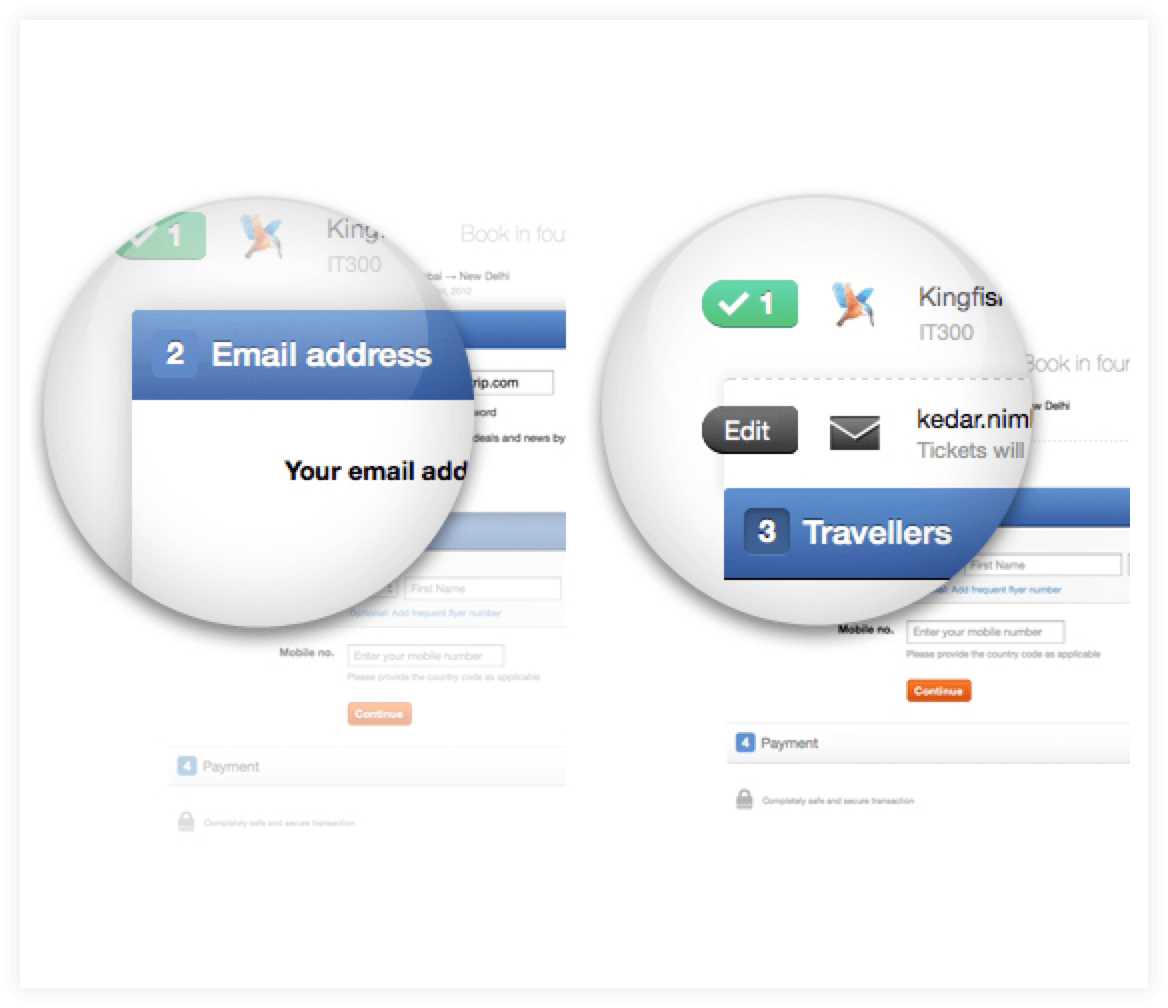 1
King
IT300
Book in fou
bai → New Delhi
2012
2 Email address
rip.com
word
deals and news by
Your email add
First Name
Optional: Add frequent flyer number
Mobile no. Enter your mobile number
Please provide the country code as applicable
Continue
4 Payment
Completely safe and secure transaction
1
Kingfis
IT300
Book in four
w Delhi
Edit
kedar.niml
Tickets will
3 Travellers
First Name
Add frequent flyer number
Mobile no. Enter your mobile number
Please provide the country code as applicable
Continue
4 Payment
Completely safe and secure transaction